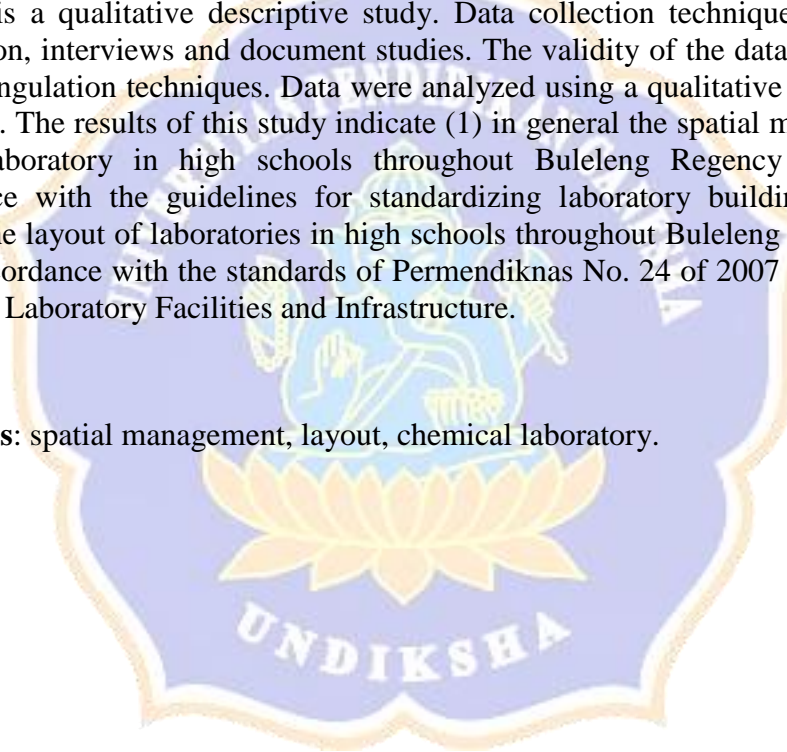 is a qualitative descriptive study. Data collection technique
on, interviews and document studies. The validity of the data
ngulation techniques. Data were analyzed using a qualitative
. The results of this study indicate (1) in general the spatial m
aboratory in high schools throughout Buleleng Regency
ce with the guidelines for standardizing laboratory buildin
e layout of laboratories in high schools throughout Buleleng
cordance with the standards of Permendiknas No. 24 of 2007
Laboratory Facilities and Infrastructure.
s: spatial management, layout, chemical laboratory.
UNDIKSHA